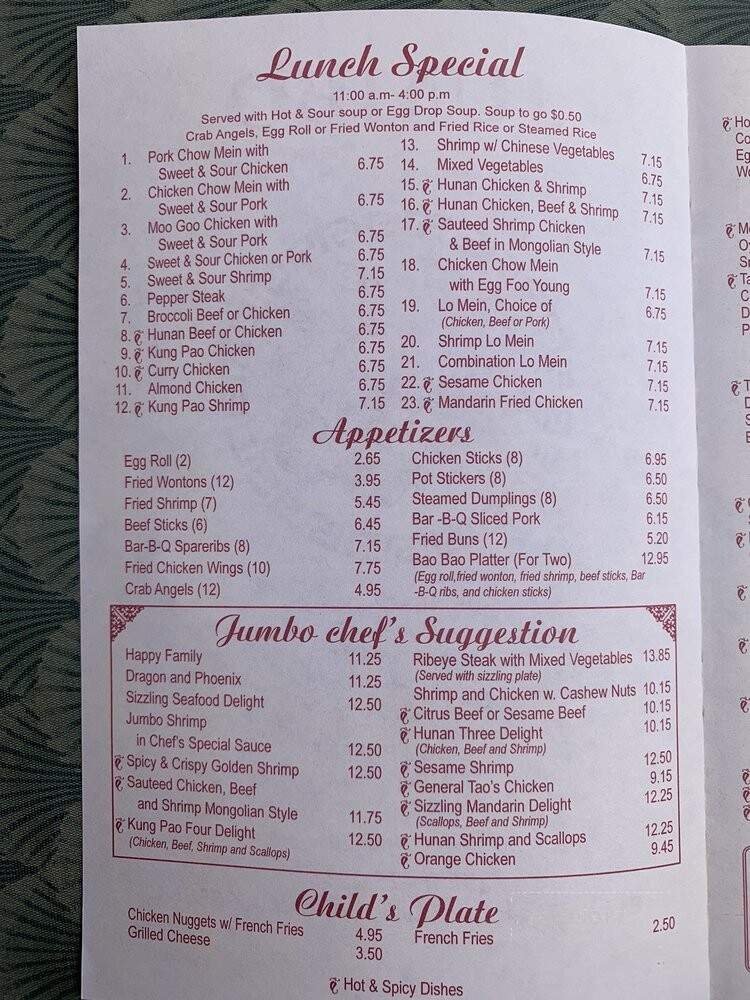 Lunch Special
11:00 a.m- 4:00 p.m
Served with Hot & Sour soup or Egg Drop Soup. Soup to go $0.50
Crab Angels, Egg Roll or Fried Wonton and Fried Rice or Steamed Rice
1. Pork Chow Mein with
Sweet & Sour Chicken 6.75
2. Chicken Chow Mein with
Sweet & Sour Pork 6.75
3. Moo Goo Chicken with
Sweet & Sour Pork 6.75
4. Sweet & Sour Chicken or Pork 6.75
5. Sweet & Sour Shrimp 7.15
6. Pepper Steak 6.75
7. Broccoli Beef or Chicken 6.75
8. Hunan Beef or Chicken 6.75
9. Kung Pao Chicken 6.75
10. Curry Chicken 6.75
11. Almond Chicken 6.75
12. Kung Pao Shrimp 7.15
13. Shrimp w/ Chinese Vegetables 7.15
14. Mixed Vegetables 6.75
15. Hunan Chicken & Shrimp 7.15
16. Hunan Chicken, Beef & Shrimp 7.15
17. Sauteed Shrimp Chicken
& Beef in Mongolian Style 7.15
18. Chicken Chow Mein
with Egg Foo Young 7.15
19. Lo Mein, Choice of 6.75
(Chicken, Beef or Pork)
20. Shrimp Lo Mein 7.15
21. Combination Lo Mein 7.15
22. Sesame Chicken 7.15
23. Mandarin Fried Chicken 7.15
Appetizers
Egg Roll (2) 2.65
Fried Wontons (12) 3.95
Fried Shrimp (7) 5.45
Beef Sticks (6) 6.45
Bar-B-Q Spareribs (8) 7.15
Fried Chicken Wings (10) 7.75
Crab Angels (12) 4.95
Chicken Sticks (8) 6.95
Pot Stickers (8) 6.50
Steamed Dumplings (8) 6.50
Bar -B-Q Sliced Pork 6.15
Fried Buns (12) 5.20
Bao Bao Platter (For Two) 12.95
(Egg roll,fried wonton, fried shrimp, beef sticks, Bar
-B-Q ribs, and chicken sticks)
Jumbo chef's Suggestion
Happy Family 11.25
Dragon and Phoenix 11.25
Sizzling Seafood Delight 12.50
Jumbo Shrimp
in Chef's Special Sauce 12.50
Spicy & Crispy Golden Shrimp 12.50
Sauteed Chicken, Beef
and Shrimp Mongolian Style 11.75
Kung Pao Four Delight 12.50
(Chicken, Beef, Shrimp and Scallops)
Ribeye Steak with Mixed Vegetables 13.85
(Served with sizzling plate)
Shrimp and Chicken w. Cashew Nuts 10.15
Citrus Beef or Sesame Beef 10.15
Hunan Three Delight 10.15
(Chicken, Beef and Shrimp)
Sesame Shrimp 12.50
General Tao's Chicken 9.15
Sizzling Mandarin Delight 12.25
(Scallops, Beef and Shrimp)
Hunan Shrimp and Scallops 12.25
Orange Chicken 9.45
Child's Plate
Chicken Nuggets w/ French Fries 4.95
Grilled Cheese 3.50
French Fries 2.50
Hot & Spicy Dishes